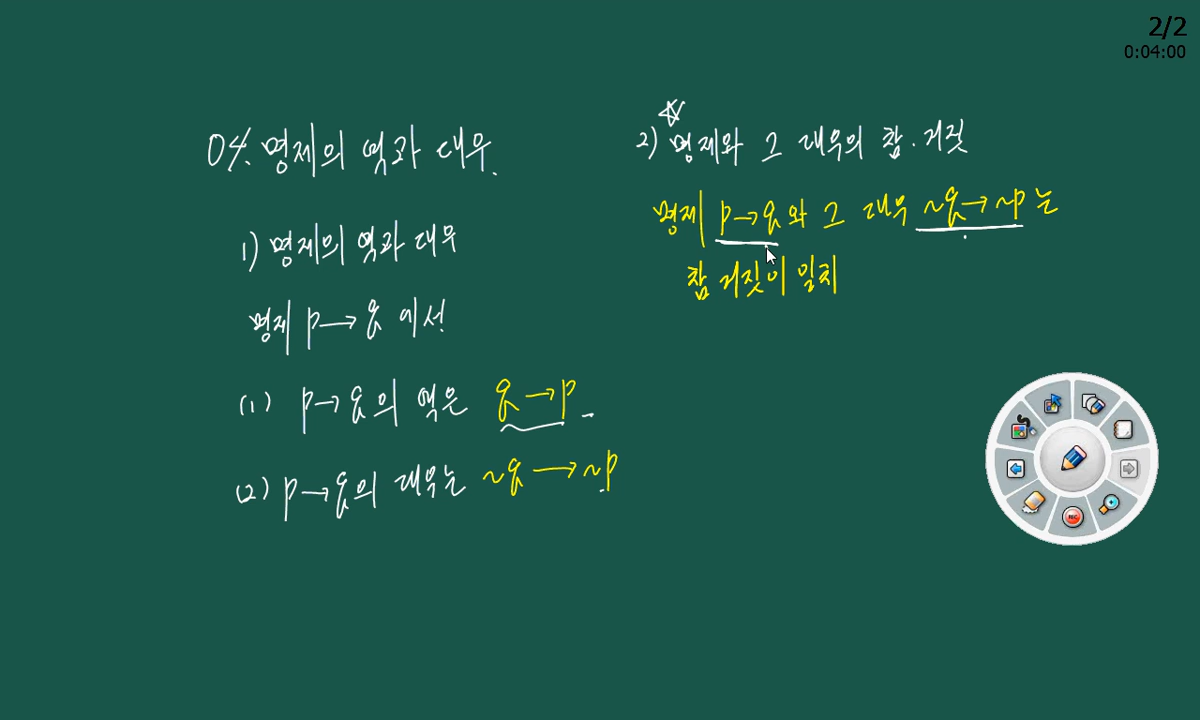 2/2
0:04:00
04. 명제의 역과 대우.
1) 명제의 역과 대우
명제 p→q 에서
(1) p→q의 역은 q→p
(2) p→q의 대우는 ~q→~p
☆
2) 명제와 그 대우의 참·거짓
명제 p→q와 그 대우 ~q→~p는
참 거짓이 일치
REC